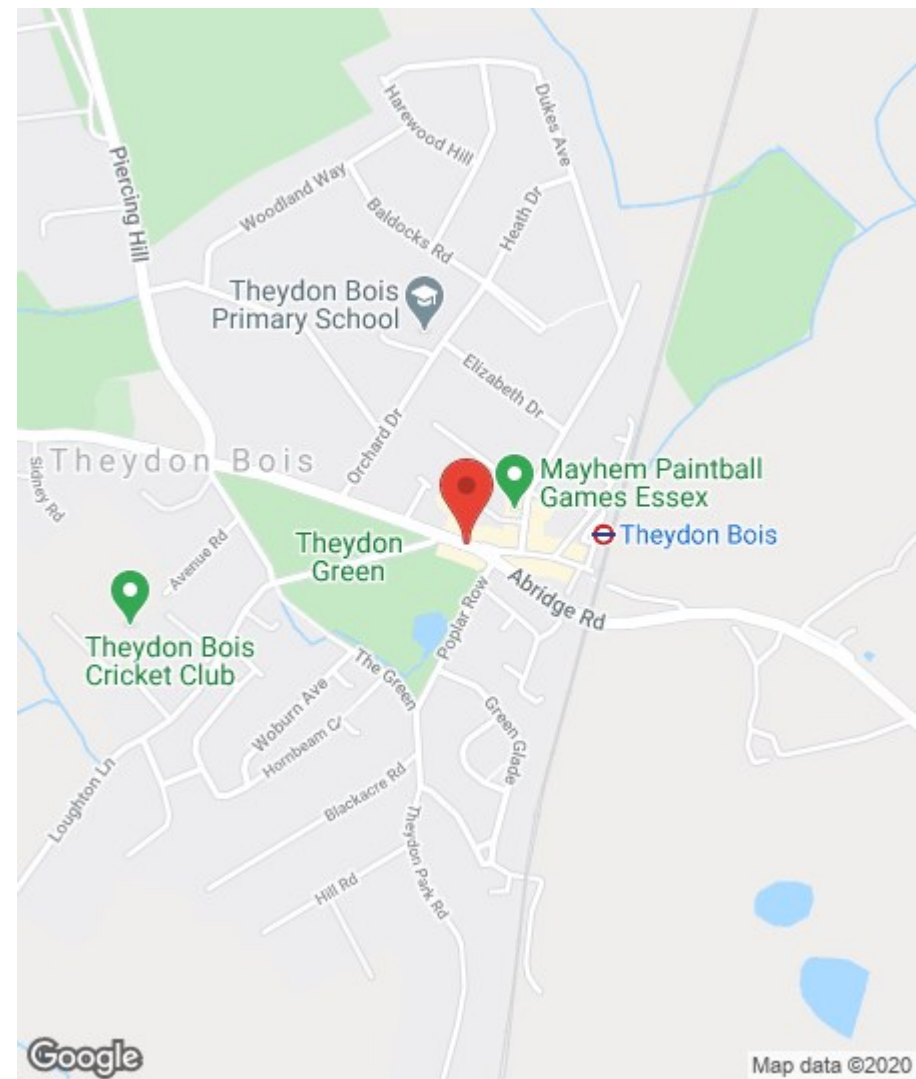 Dukes Ave
Harewood Hill
Piercing Hill
Woodland Way
Heath Dr
Baldocks Rd
Theydon Bois
Primary School
Elizabeth Dr
Orchard Dr
Theydon Bois
Sidney Rd
Mayhem Paintball
Games Essex
Theydon Bois
Theydon
Green
Avenue Rd
Abridge Rd
Poplar Row
Theydon Bois
Cricket Club
The Green
Woburn Ave
Green Glade
Hornbeam C
Loughton Ln
Blackacre Rd
Theydon Park Rd
Hill Rd
Google
Map data ©2020